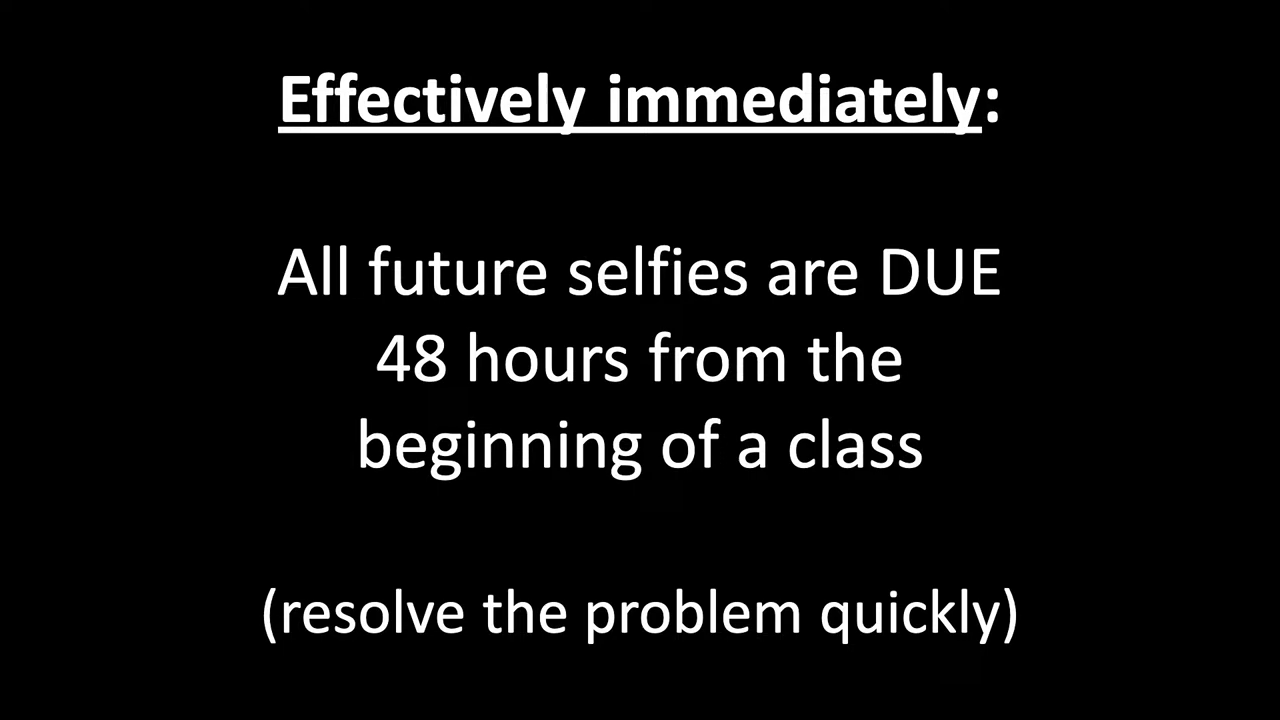 Effectively immediately:
All future selfies are DUE
48 hours from the
beginning of a class
(resolve the problem quickly)